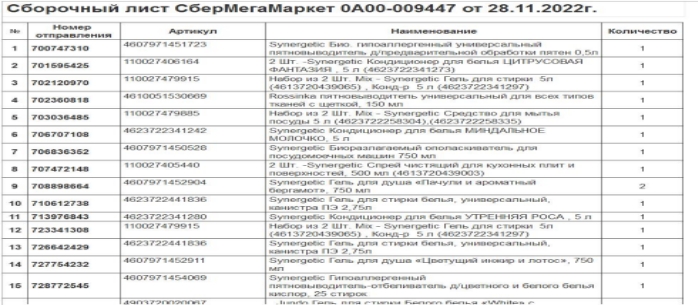 Сборочный лист СберМегаМаркет 0А00-009447 от 28.11.2022г.
№ Номер отправления Артикул Наименование Количество
1 700747310 4607971451723 Synergetic Био. гипоаллергенный универсальный
пятновыводитель д/предварительной обработки пятен 0,5л 1
2 701595425 110027406164 2 Шт. -Synergetic Кондиционер для белья ЦИТРУСОВАЯ
ФАНТАЗИЯ , 5 л (4623722341273) 1
3 702120970 110027479915 Набор из 2 Шт. Mix - Synergetic Гель для стирки 5л
(4613720439065) , Конд-р 5 л (4623722341297) 1
4 702360818 4610051530669 Rossinka пятновыводитель универсальный для всех типов
тканей с щеткой, 150 мл 1
5 703036485 110027479885 Набор из 2 Шт. Mix - Synergetic Средство для мытья
посуды 5 л (4623722258304),(4623722258335) 1
6 706707108 4623722341242 Synergetic Кондиционер для белья МИНДАЛЬНОЕ
МОЛОЧКО, 5 л 1
7 706836352 4607971450528 Synergetic Биоразлагаемый ополаскиватель для
посудомоечных машин 750 мл 1
8 707472148 110027405440 2 Шт. -Synergetic Спрей чистящий для кухонных плит и
поверхностей, 500 мл (4613720439003) 1
9 708898664 4607971452904 Synergetic Гель для душа «Пачули и ароматный
бергамот», 750 мл 2
10 710612738 4623722441836 Synergetic Гель для стирки белья, универсальный,
канистра ПЭ 2,75л 1
11 713976843 4623722341280 Synergetic Кондиционер для белья УТРЕННЯЯ РОСА , 5 л 1
12 723341308 110027479915 Набор из 2 Шт. Mix - Synergetic Гель для стирки 5л
(4613720439065) , Конд-р 5 л (4623722341297) 1
13 726642429 4623722441836 Synergetic Гель для стирки белья, универсальный,
канистра ПЭ 2,75л 1
14 727754232 4607971452911 Synergetic Гель для душа «Цветущий инжир и лотос», 750
мл 1
15 728772545 4607971454069 Synergetic Гипоаллергенный
пятновыводитель-отбеливатель д/цветного и белого белья
кислор, 25 стирок 1
4903720020067 Jundo Гель для стирки белого белья «White» с